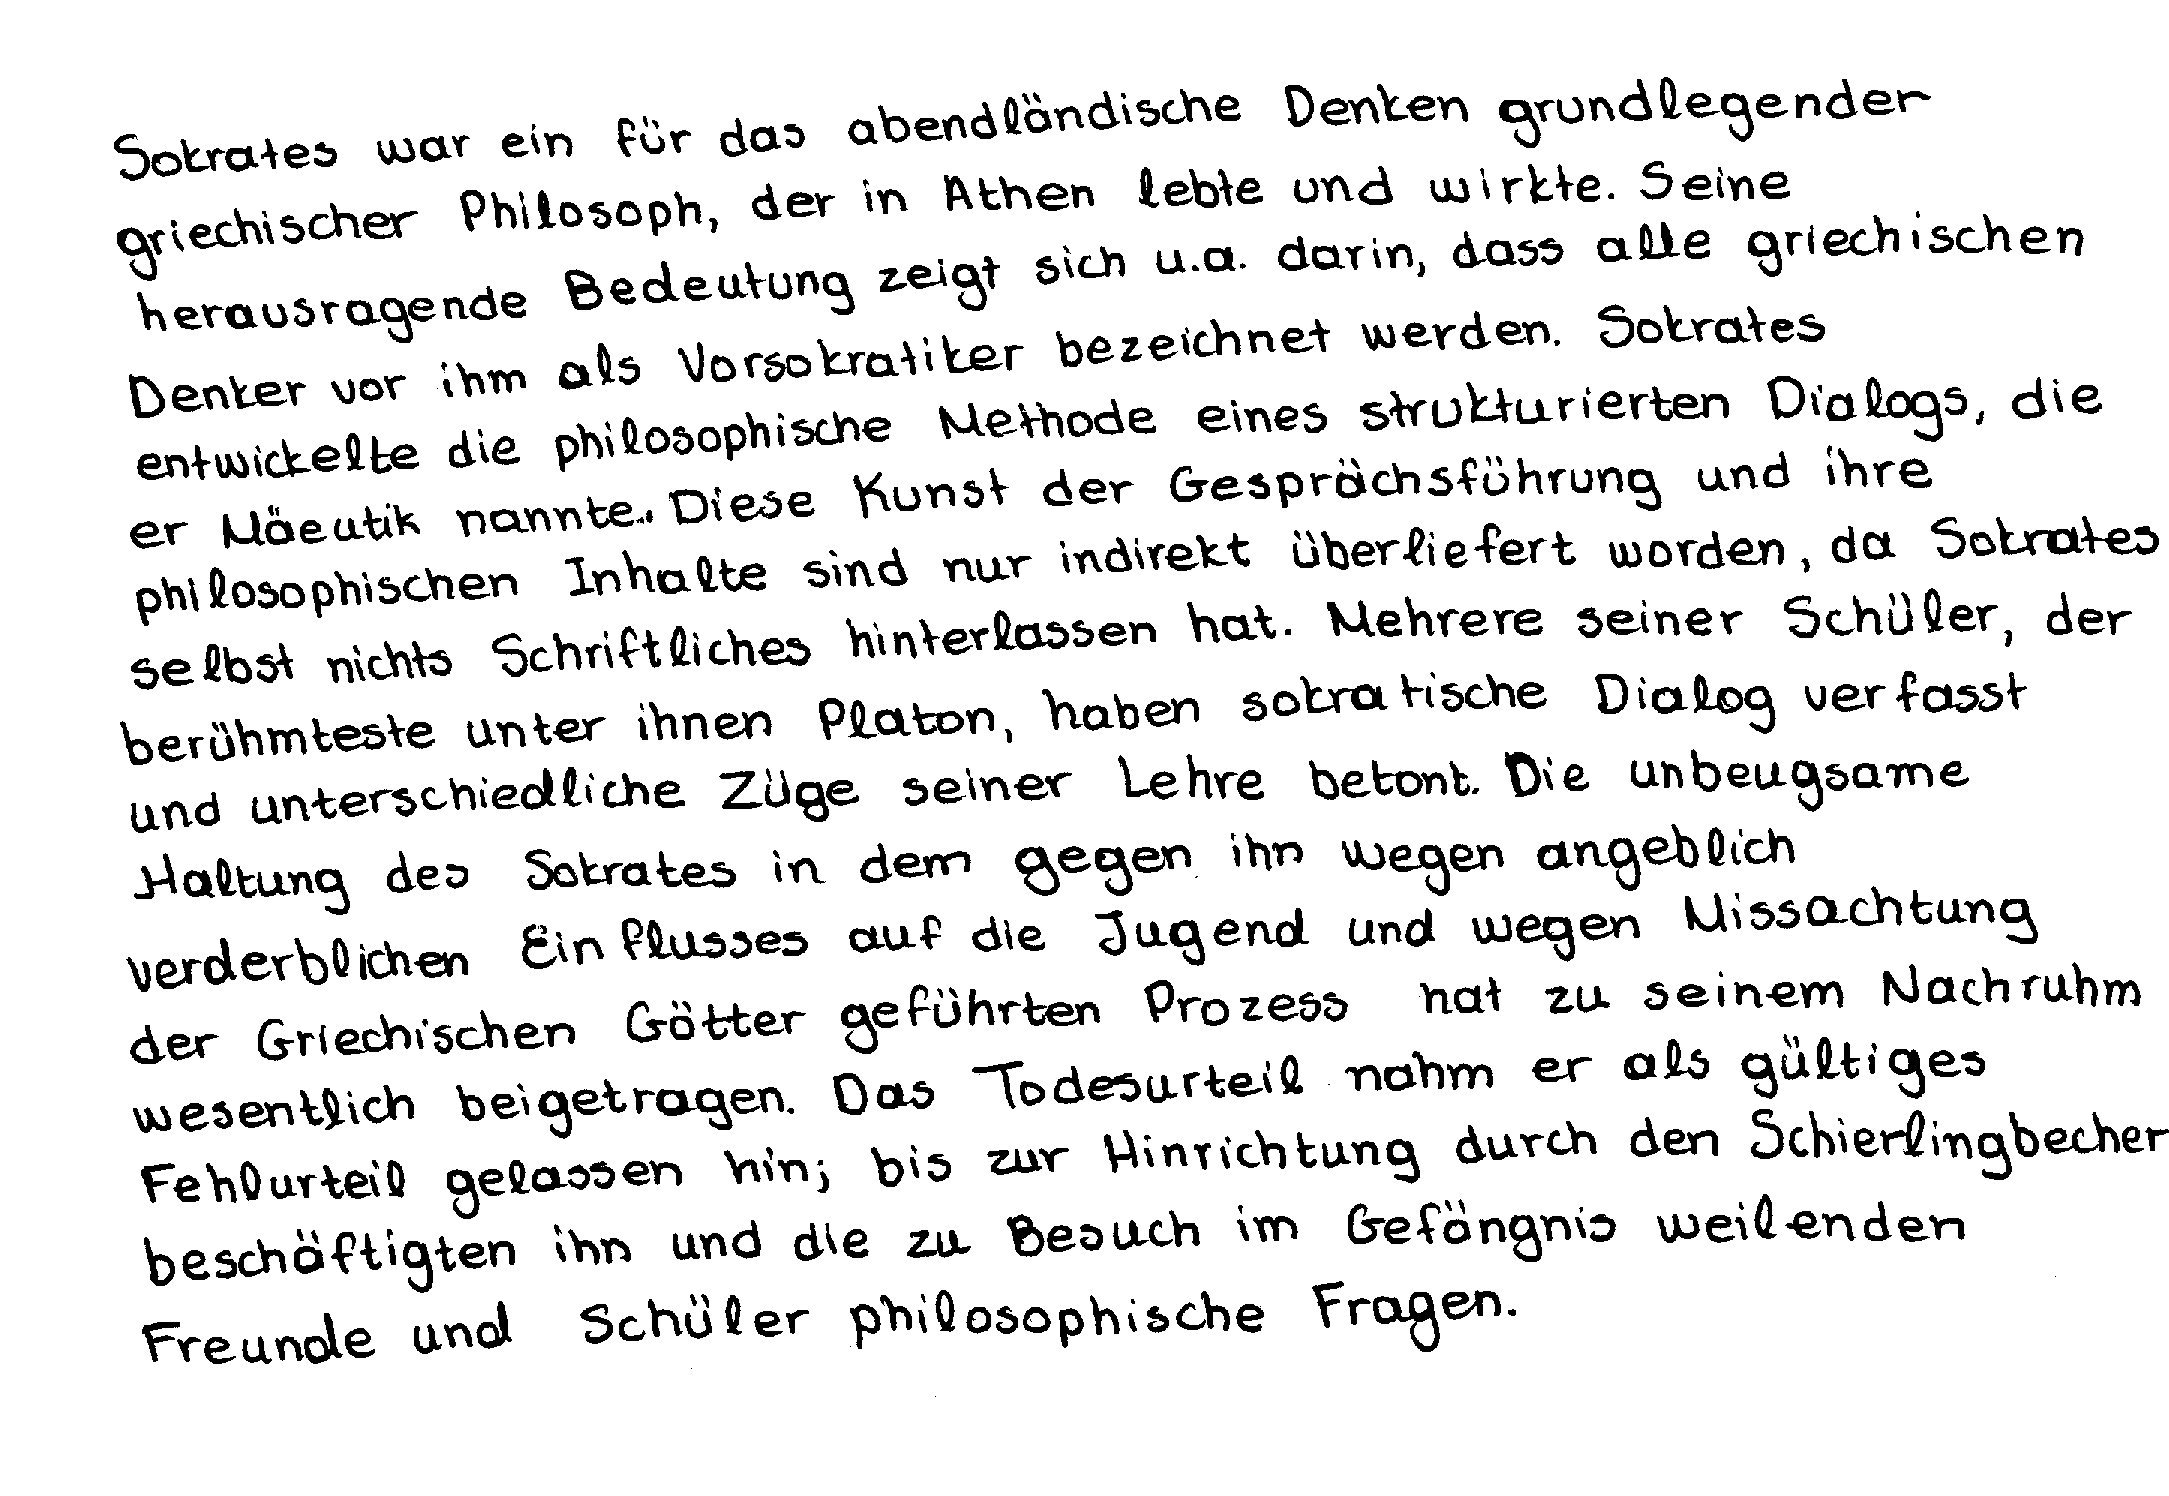 Sokrates war ein für das abendländische Denken grundlegender
griechischer Philosoph, der in Athen lebte und wirkte. Seine
herausragende Bedeutung zeigt sich u.a. darin, dass alle griechischen
Denker vor ihm als Vorsokratiker bezeichnet werden. Sokrates
entwickelte die philosophische Methode eines strukturierten Dialogs, die
er Mäeutik nannte. Diese Kunst der Gesprächsführung und ihre
philosophischen Inhalte sind nur indirekt überliefert worden, da Sokrates
selbst nichts Schriftliches hinterlassen hat. Mehrere seiner Schüler, der
berühmteste unter ihnen Platon, haben sokratische Dialog verfasst
und unterschiedliche Züge seiner Lehre betont. Die unbeugsame
Haltung des Sokrates in dem gegen ihn wegen angeblich
verderblichen Einflusses auf die Jugend und wegen Missachtung
der Griechischen Götter geführten Prozess hat zu seinem Nachruhm
wesentlich beigetragen. Das Todesurteil nahm er als gültiges
Fehlurteil gelassen hin; bis zur Hinrichtung durch den Schierlingbecher
beschäftigten ihn und die zu Besuch im Gefängnis weilenden
Freunde und Schüler philosophische Fragen.